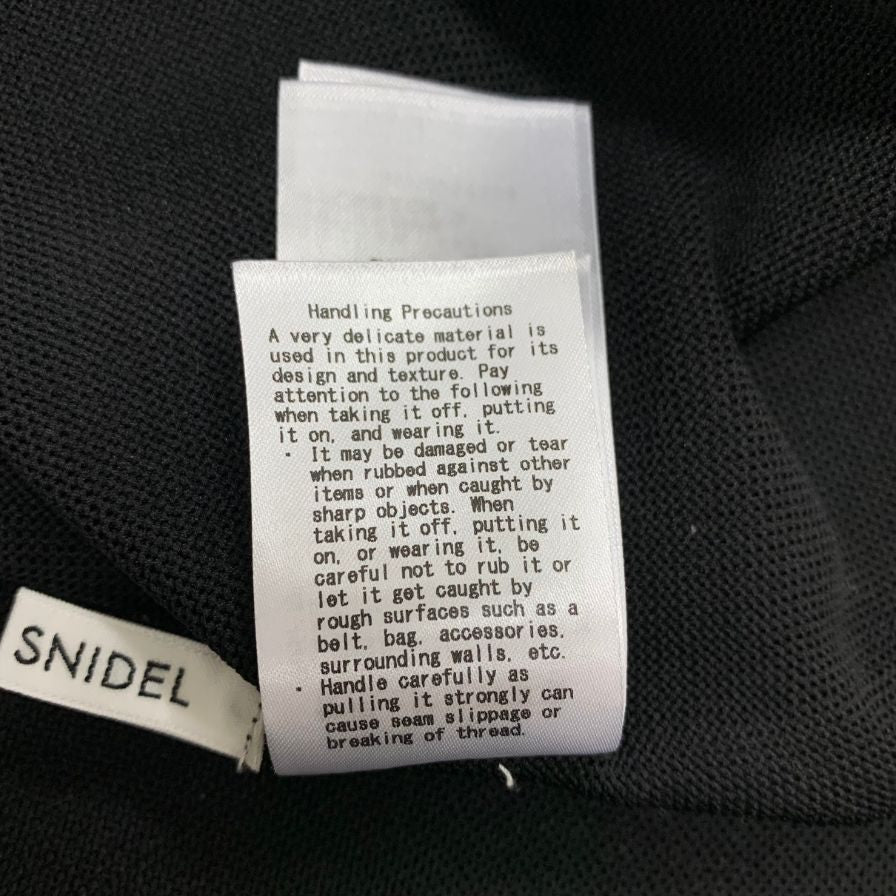 Handling Precautions
A very delicate material is
used in this product for its
design and texture. Pay
attention to the following
when taking it off, putting
it on, and wearing it.
・ It may be damaged or tear
when rubbed against other
items or when caught by
sharp objects. When
taking it off, putting it
on, or wearing it, be
careful not to rub it or
let it get caught by
rough surfaces such as a
belt, bag, accessories,
surrounding walls, etc.
・ Handle carefully as
pulling it strongly can
cause seam slippage or
breaking of thread.
SNIDEL